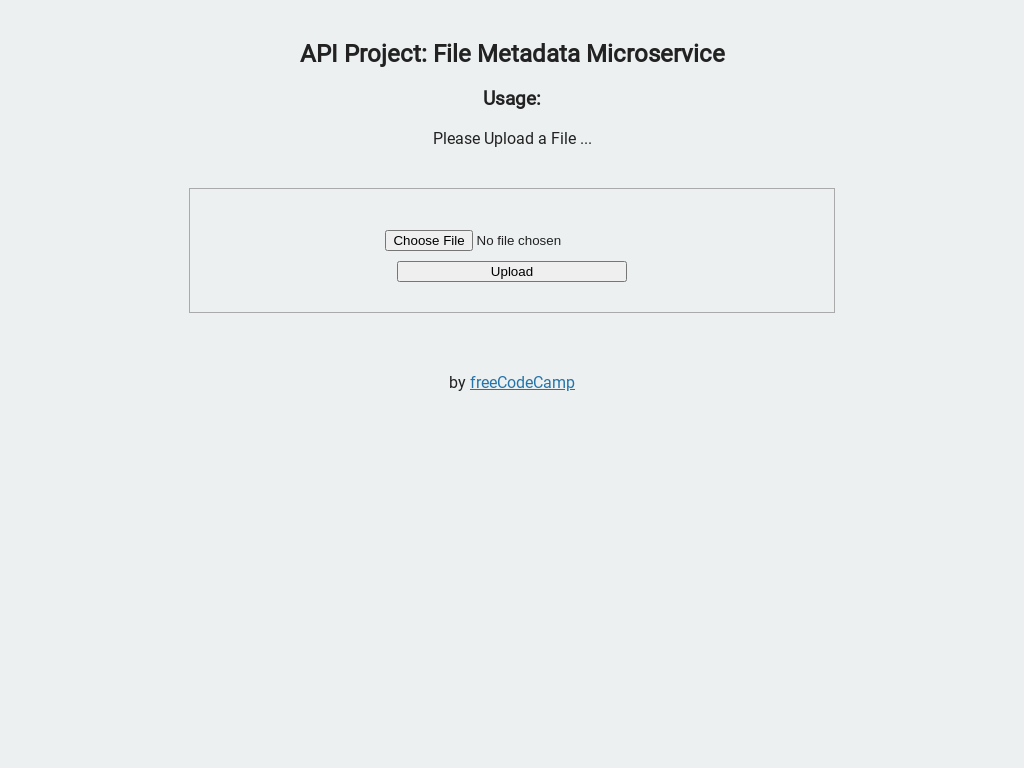 API Project: File Metadata Microservice
Usage:
Please Upload a File ...
Choose File No file chosen
Upload
by freeCodeCamp